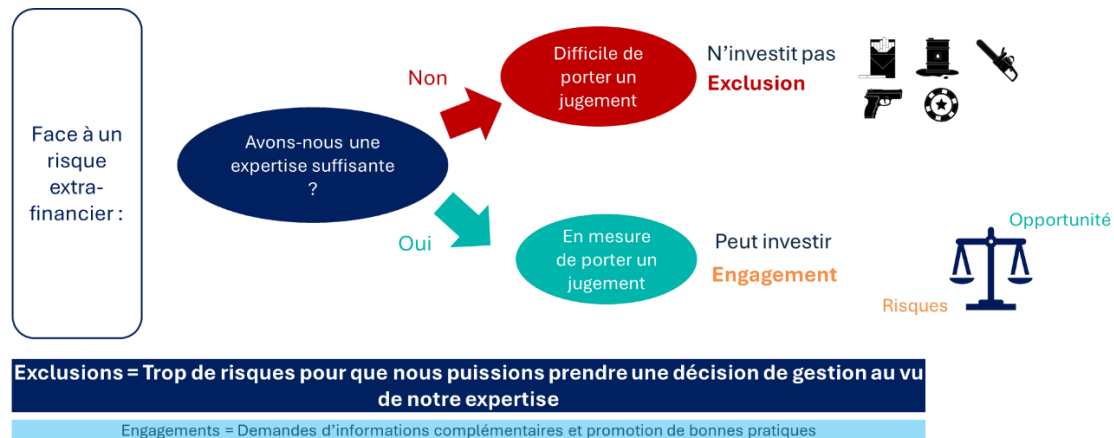 Face à un
risque
extra-
financier :
Avons-nous une
expertise suffisante
?
Non
Difficile de
porter un
jugement
N’investit pas
Exclusion
Oui
En mesure
de porter un
jugement
Peut investir
Engagement
Opportunité
Risques
Exclusions = Trop de risques pour que nous puissions prendre une décision de gestion au vu
de notre expertise
Engagements = Demandes d’informations complémentaires et promotion de bonnes pratiques